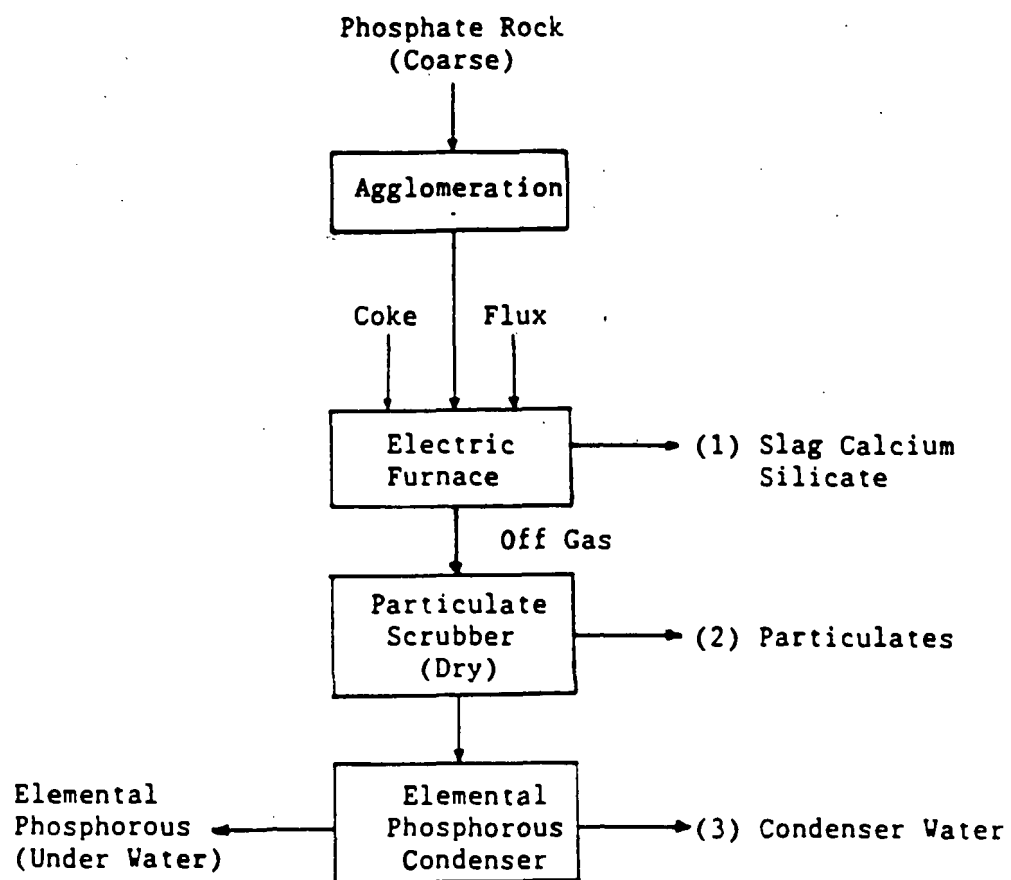 Phosphate Rock
(Coarse)
Agglomeration
Coke
Flux
Electric
Furnace
(1) Slag Calcium
Silicate
Off Gas
Particulate
Scrubber
(Dry)
(2) Particulates
Elemental
Phosphorous
(Under Water)
Elemental
Phosphorous
Condenser
(3) Condenser Water